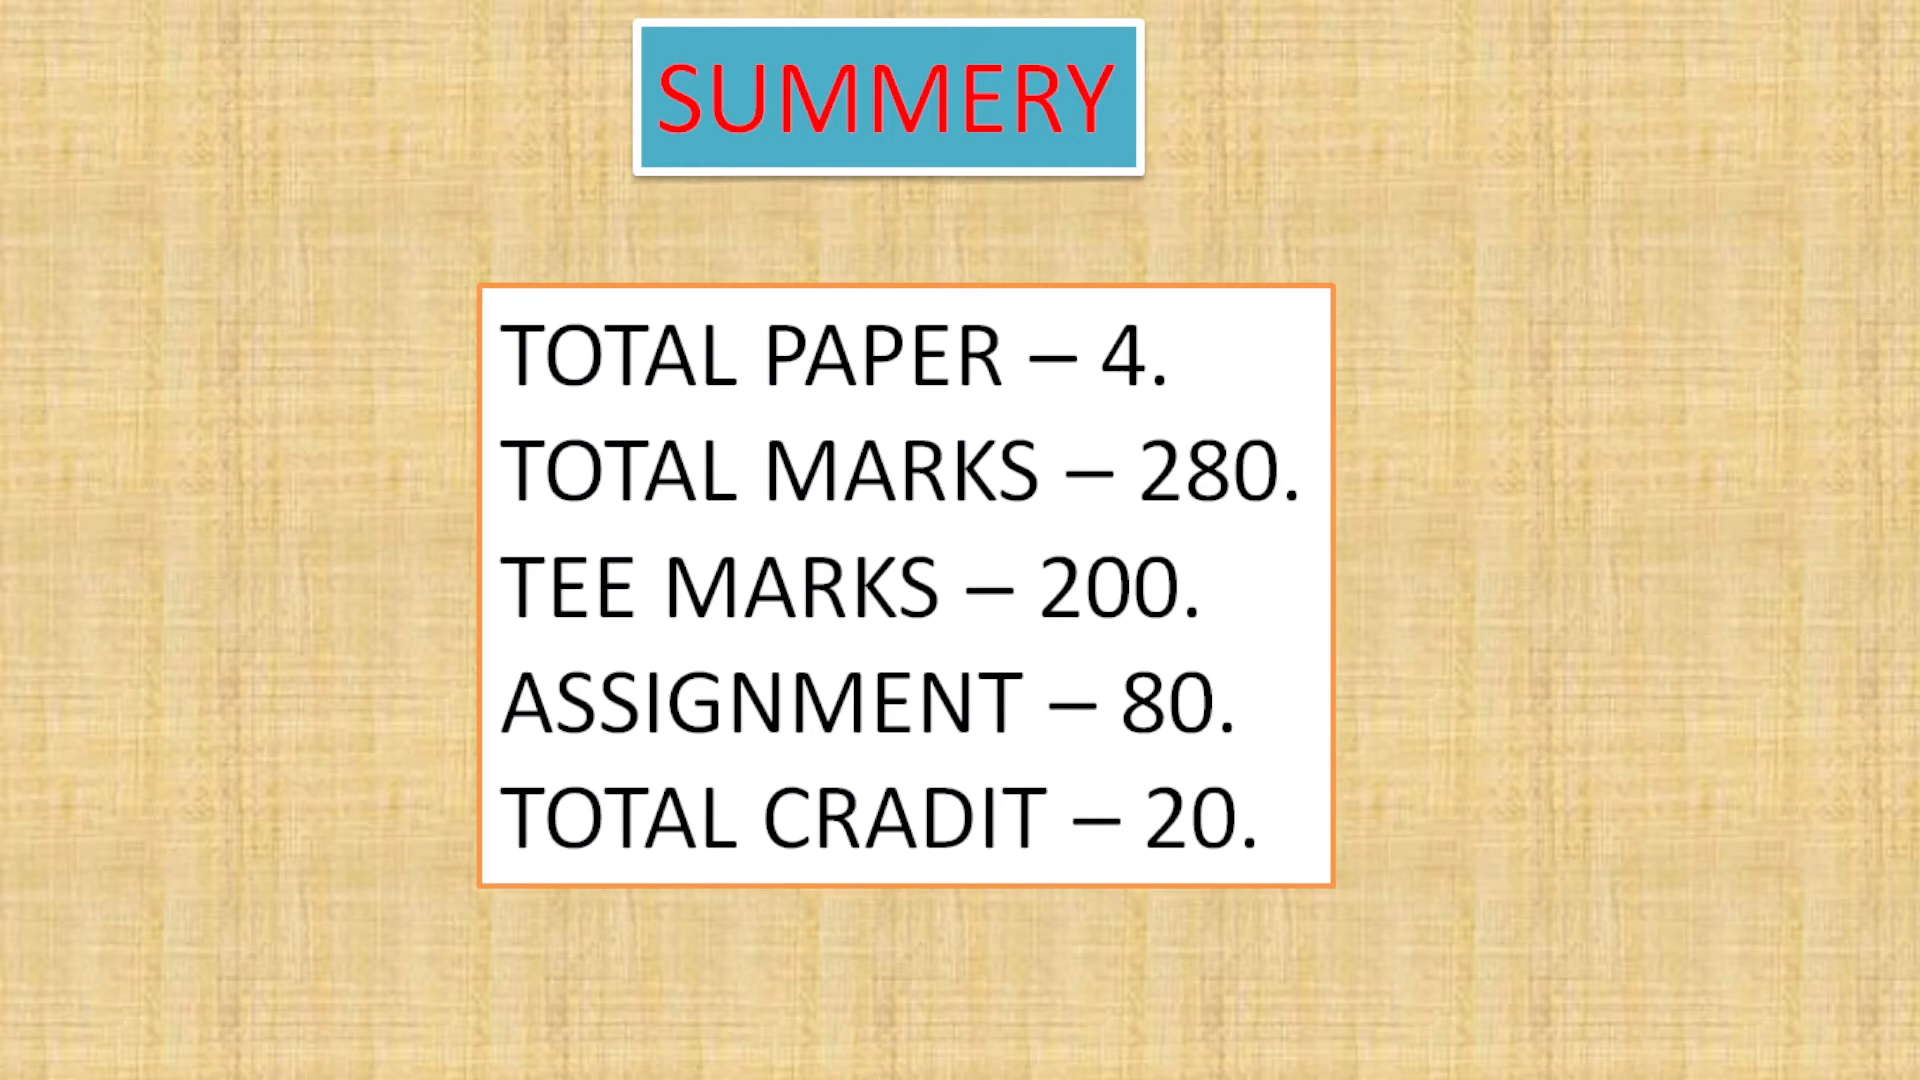 SUMMERY
TOTAL PAPER – 4.
TOTAL MARKS – 280.
TEE MARKS – 200.
ASSIGNMENT – 80.
TOTAL CRADIT – 20.